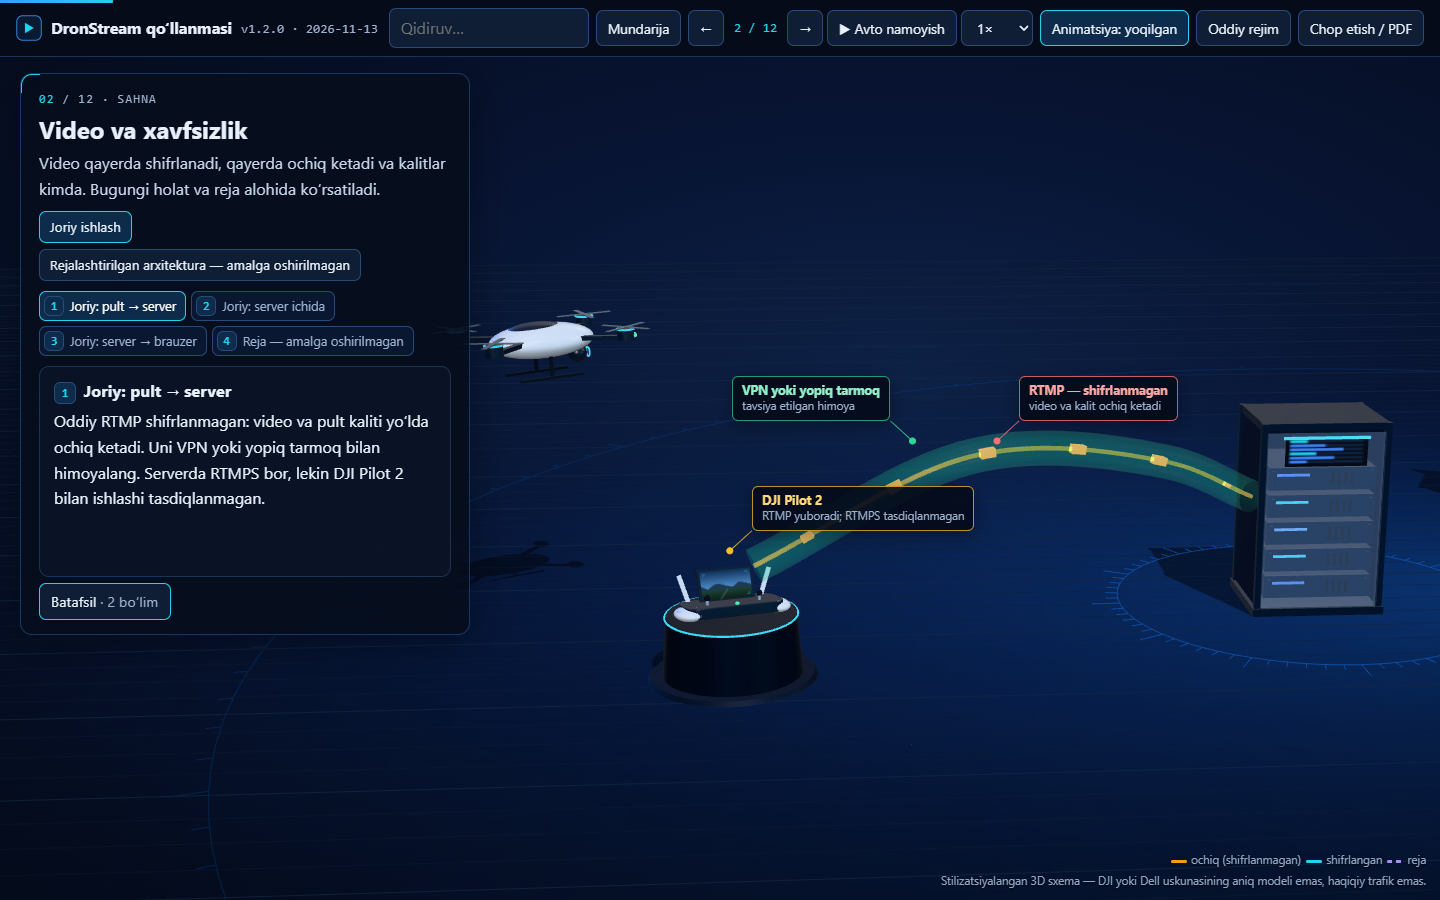 DronStream qo‘llanmasi v1.2.0 · 2026-11-13 Qidiruv... Mundarija ← 2 / 12 → ▶ Avto namoyish 1× Animatsiya: yoqilgan Oddiy rejim Chop etish / PDF
02 / 12 · SAHNA
Video va xavfsizlik
Video qayerda shifrlanadi, qayerda ochiq ketadi va kalitlar
kimda. Bugungi holat va reja alohida ko‘rsatiladi.
Joriy ishlash
Rejalashtirilgan arxitektura — amalga oshirilmagan
1 Joriy: pult → server 2 Joriy: server ichida
3 Joriy: server → brauzer 4 Reja — amalga oshirilmagan
1 Joriy: pult → server
Oddiy RTMP shifrlanmagan: video va pult kaliti yo‘lda
ochiq ketadi. Uni VPN yoki yopiq tarmoq bilan
himoyalang. Serverda RTMPS bor, lekin DJI Pilot 2
bilan ishlashi tasdiqlanmagan.
Batafsil · 2 bo‘lim
VPN yoki yopiq tarmoq
tavsiya etilgan himoya
RTMP — shifrlanmagan
video va kalit ochiq ketadi
DJI Pilot 2
RTMP yuboradi; RTMPS tasdiqlanmagan
ochiq (shifrlanmagan) shifrlangan reja
Stilizatsiyalangan 3D sxema — DJI yoki Dell uskunasining aniq modeli emas, haqiqiy trafik emas.